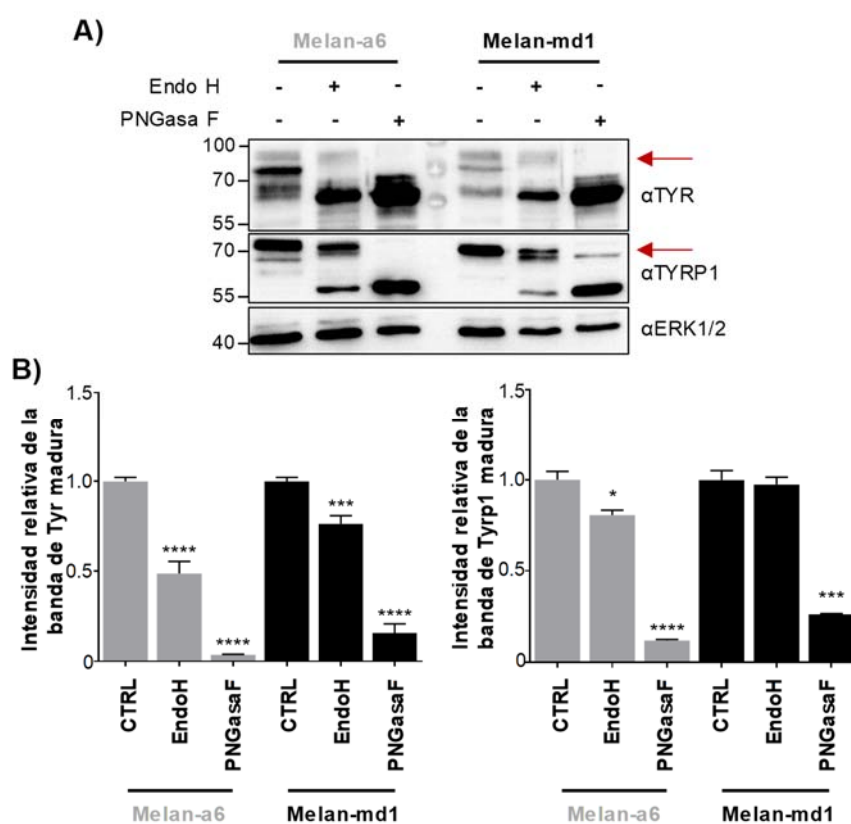 A)
Melan-a6 Melan-md1
Endo H - + - - + -
PNGasa F - - + - - +
100
70
55
αTYR
70
55
αTYRP1
40
αERK1/2
B)
Intensidad relativa de la
banda de Tyr madura
1.5
1.0
0.5
0
**** **** *** ****
CTRL EndoH PNGasaF CTRL EndoH PNGasaF
Melan-a6 Melan-md1
Intensidad relativa de la
banda de Tyrp1 madura
1.5
1.0
0.5
0
* **** ***
CTRL EndoH PNGasaF CTRL EndoH PNGasaF
Melan-a6 Melan-md1